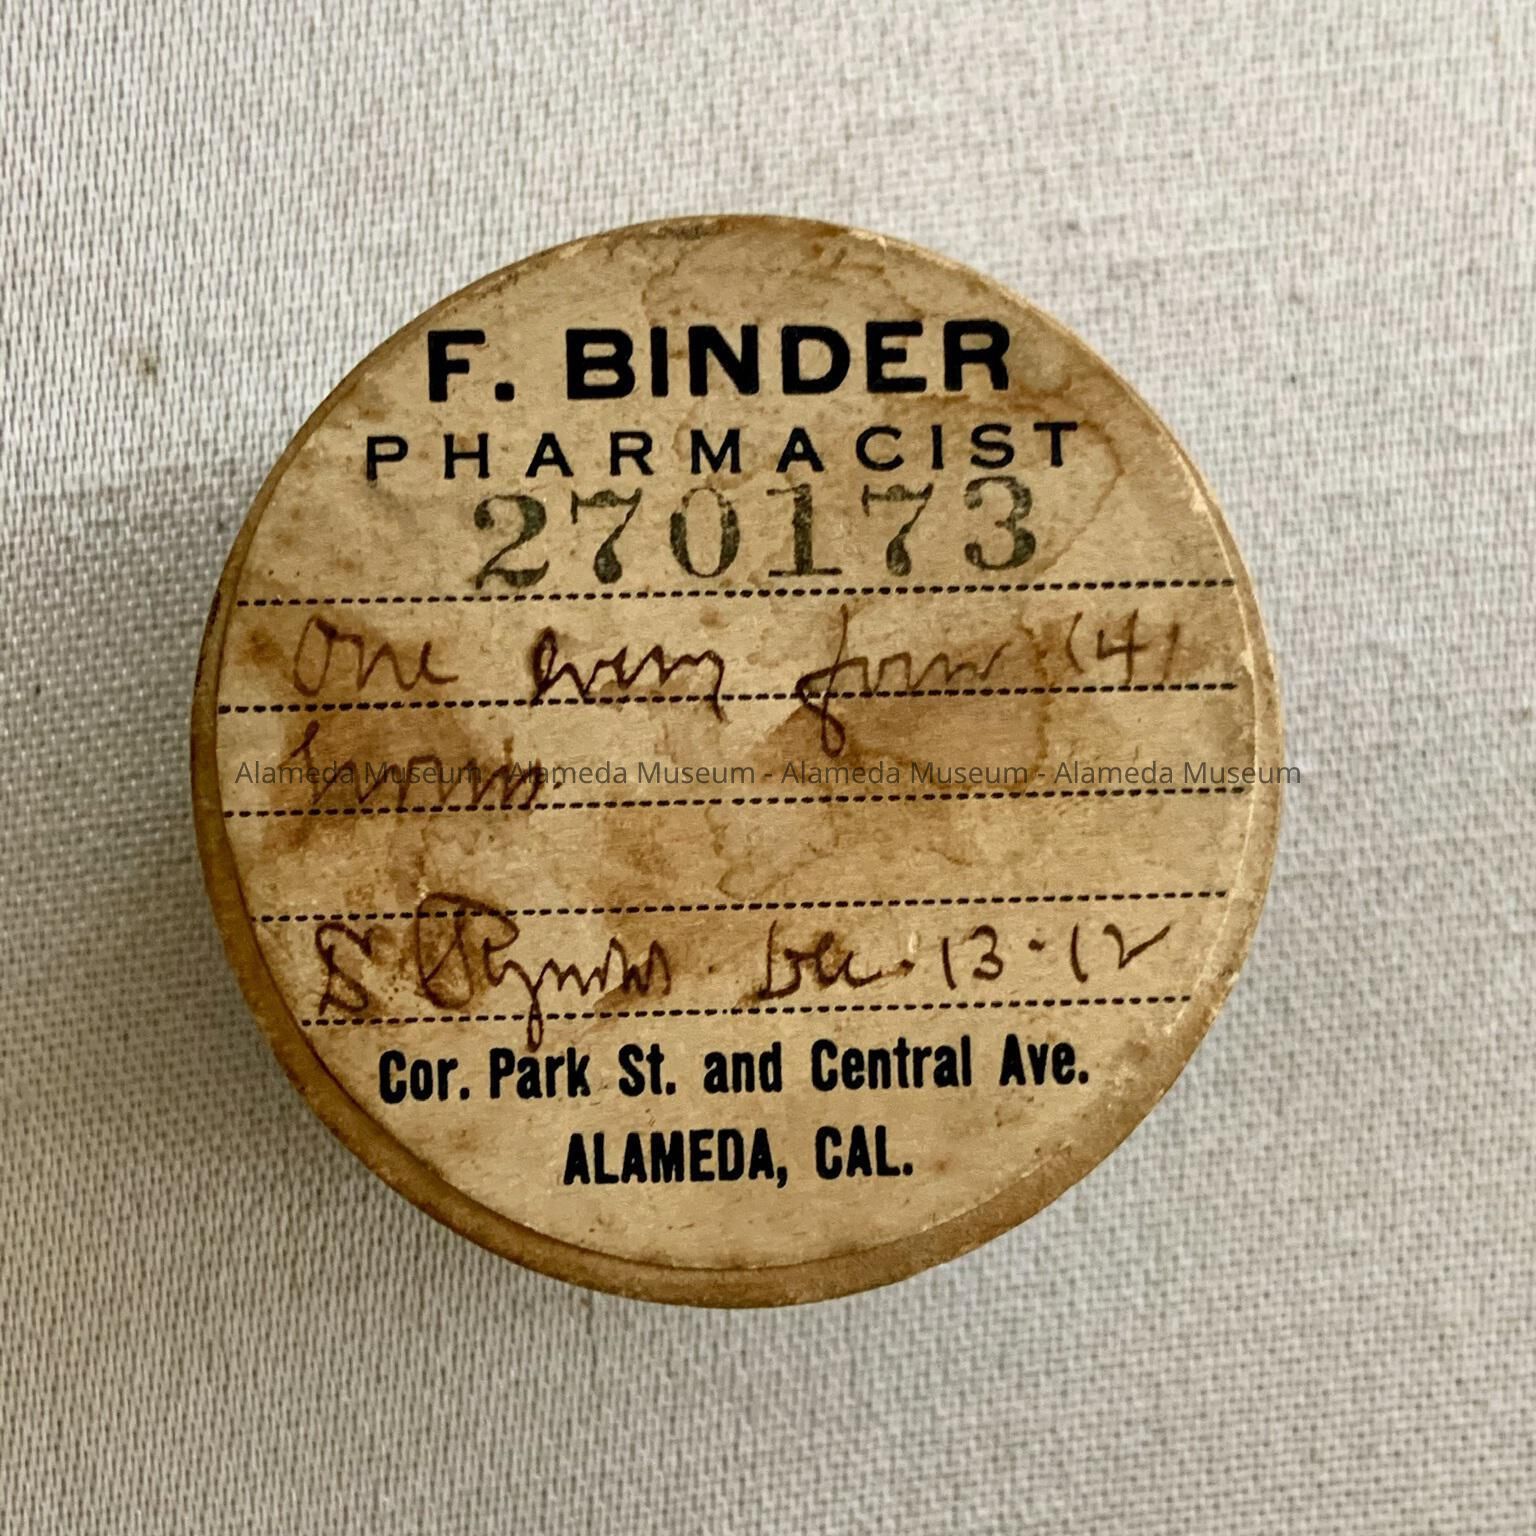 F. BINDER
PHARMACIST
270173
One every four (4)
hours.
Alameda Museum - Alameda Museum - Alameda Museum - Alameda Museum
Dec. 13-12
Cor. Park St. and Central Ave.
ALAMEDA, CAL.